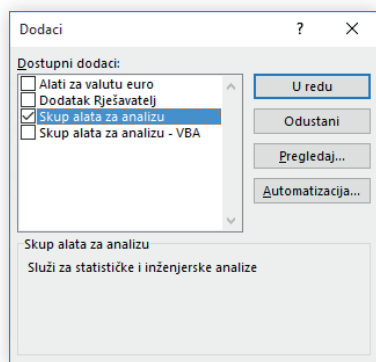 Dodaci ? X
Dostupni dodaci:
Alati za valutu euro
Dodatak Rješavatelj
Skup alata za analizu
Skup alata za analizu - VBA
U redu
Odustani
Pregledaj...
Automatizacija...
Skup alata za analizu
Služi za statističke i inženjerske analize